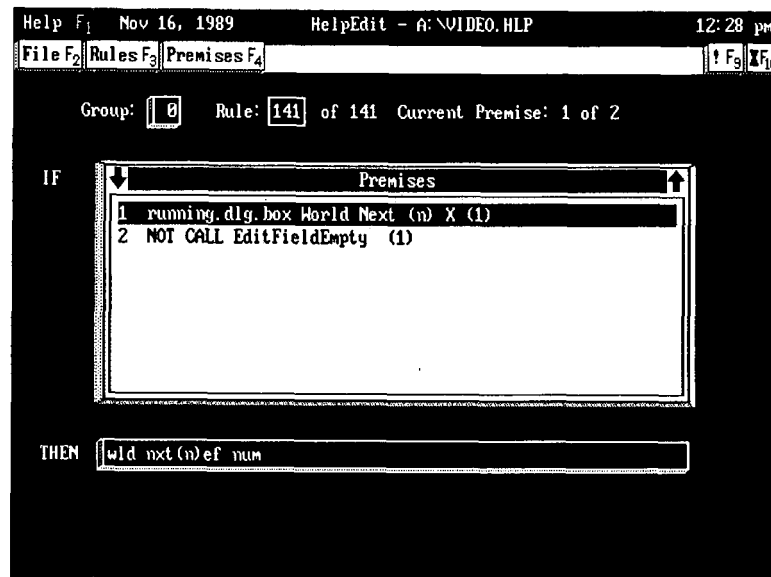 Help F1 Nov 16, 1989 HelpEdit - A:\VIDEO.HLP 12:28 pm
File F2 Rules F3 Premises F4 ! F9 XF10
Group: 0 Rule: 141 of 141 Current Premise: 1 of 2
IF
Premises
1 running.dlg.box World Next (n) X (1)
2 NOT CALL EditFieldEmpty (1)
THEN wld nxt(n)ef num